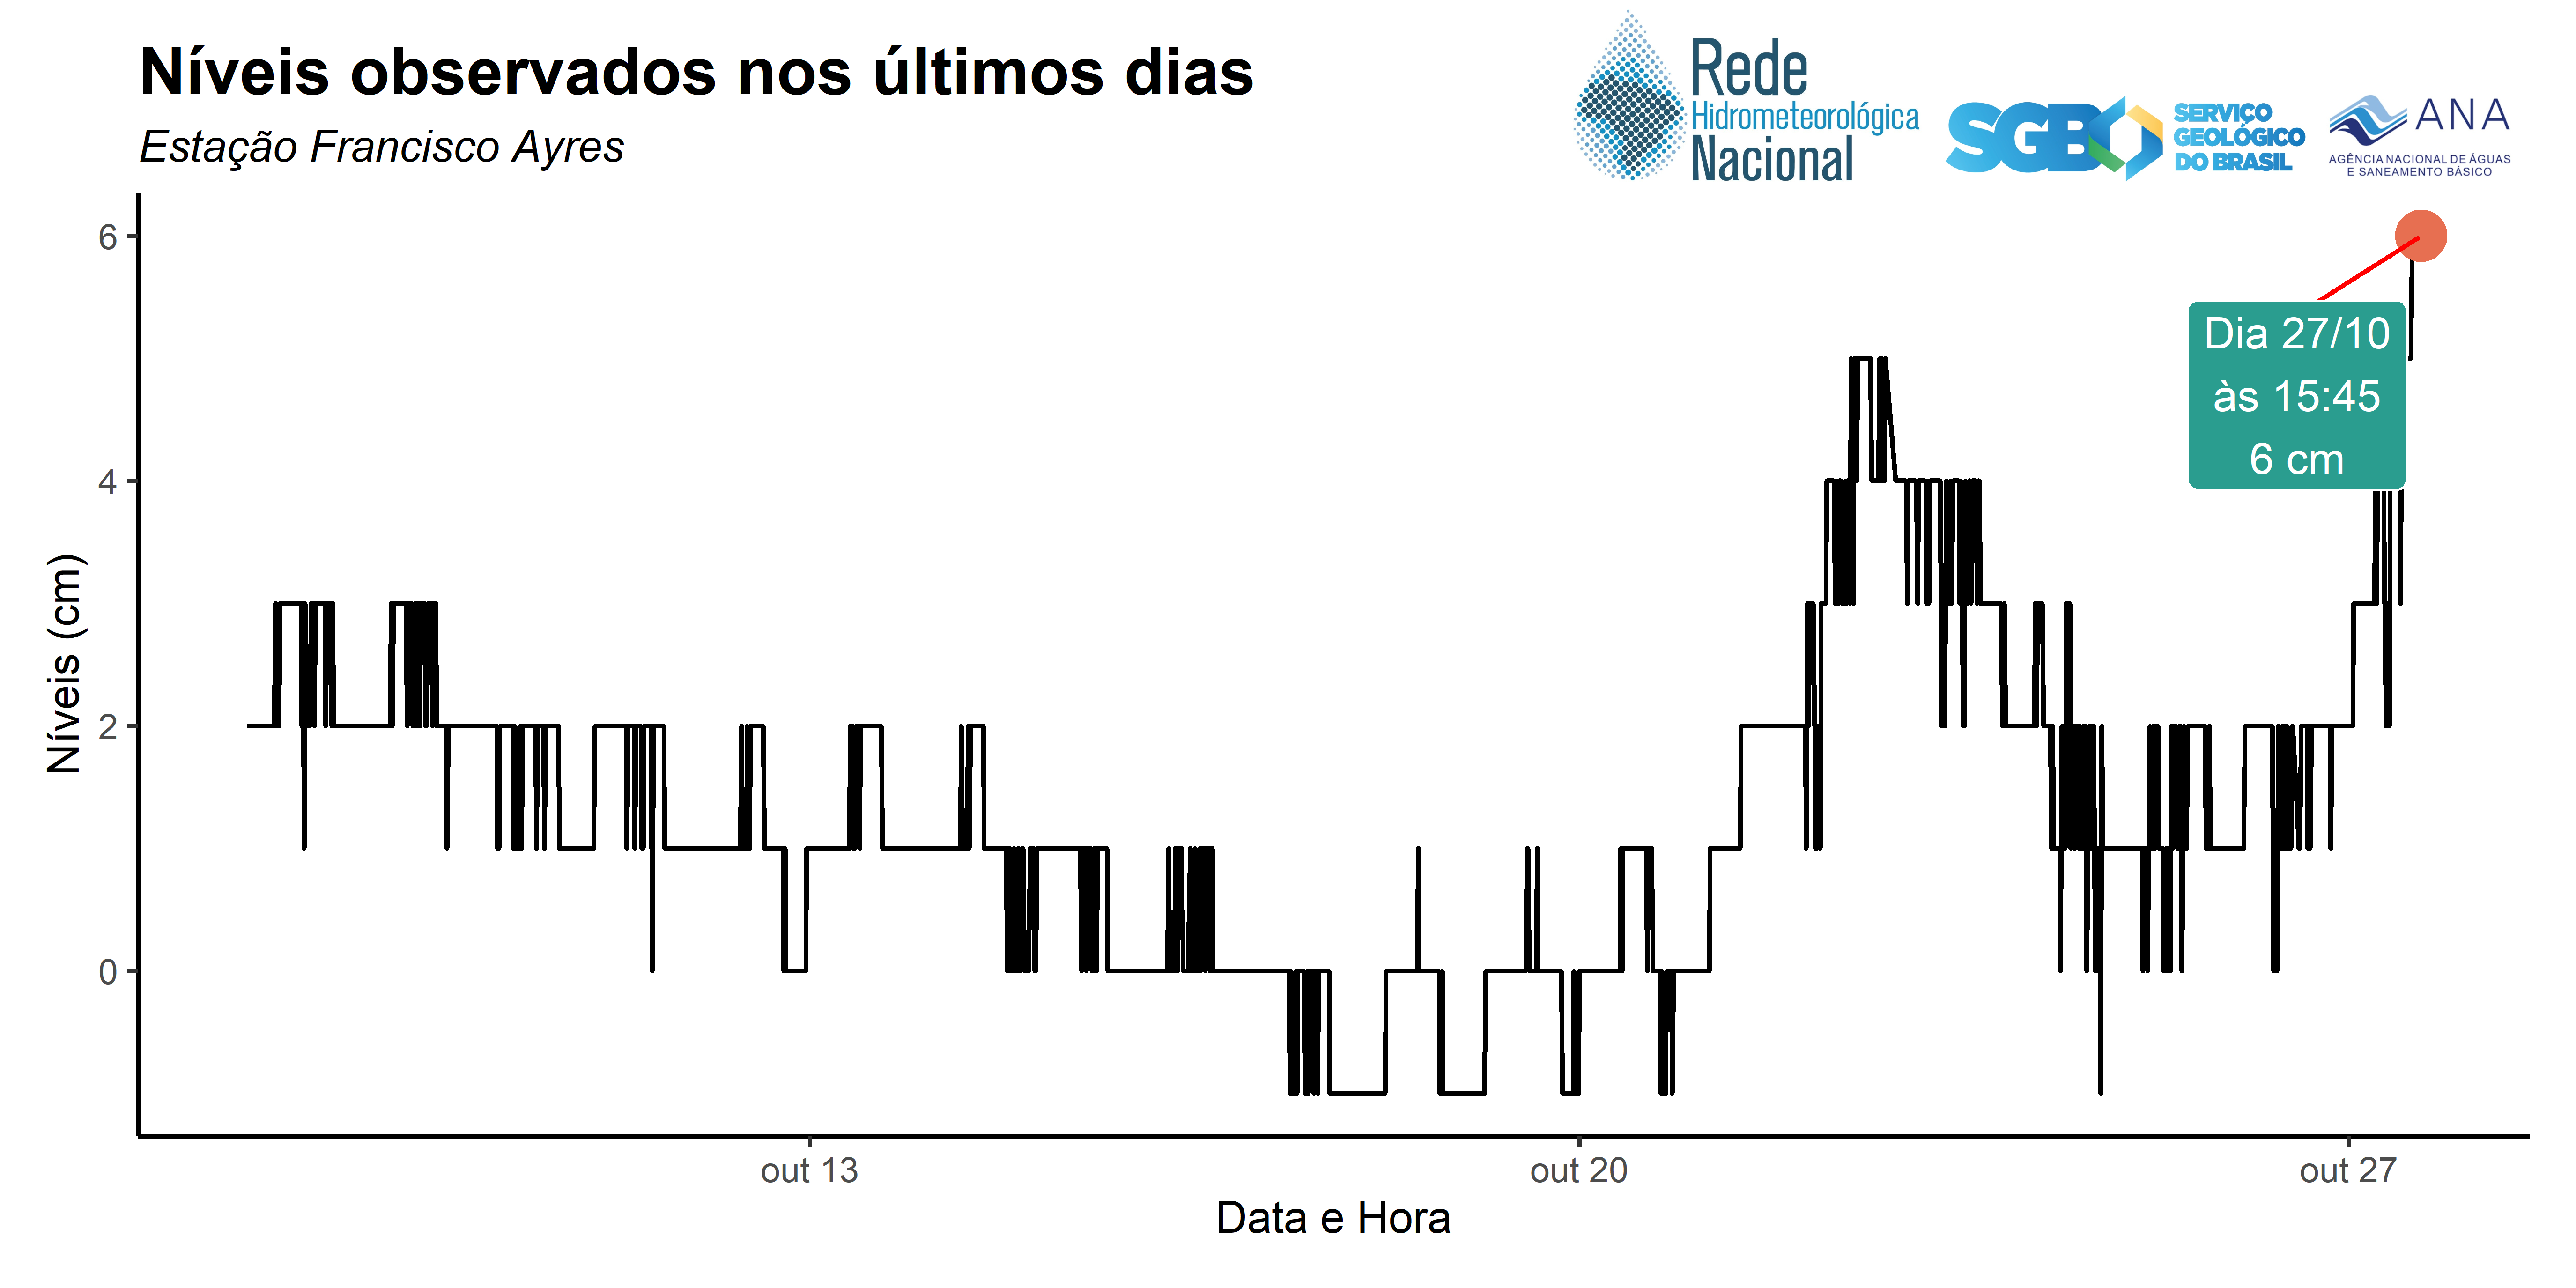 Níveis observados nos últimos dias
Estação Francisco Ayres
Rede
Hidrometeorológica
Nacional
SGB
SERVIÇO
GEOLÓGICO
DO BRASIL
ANA
AGÊNCIA NACIONAL DE ÁGUAS
E SANEAMENTO BÁSICO
Níveis (cm)
6
4
2
0
Dia 27/10
às 15:45
6 cm
out 13
out 20
out 27
Data e Hora